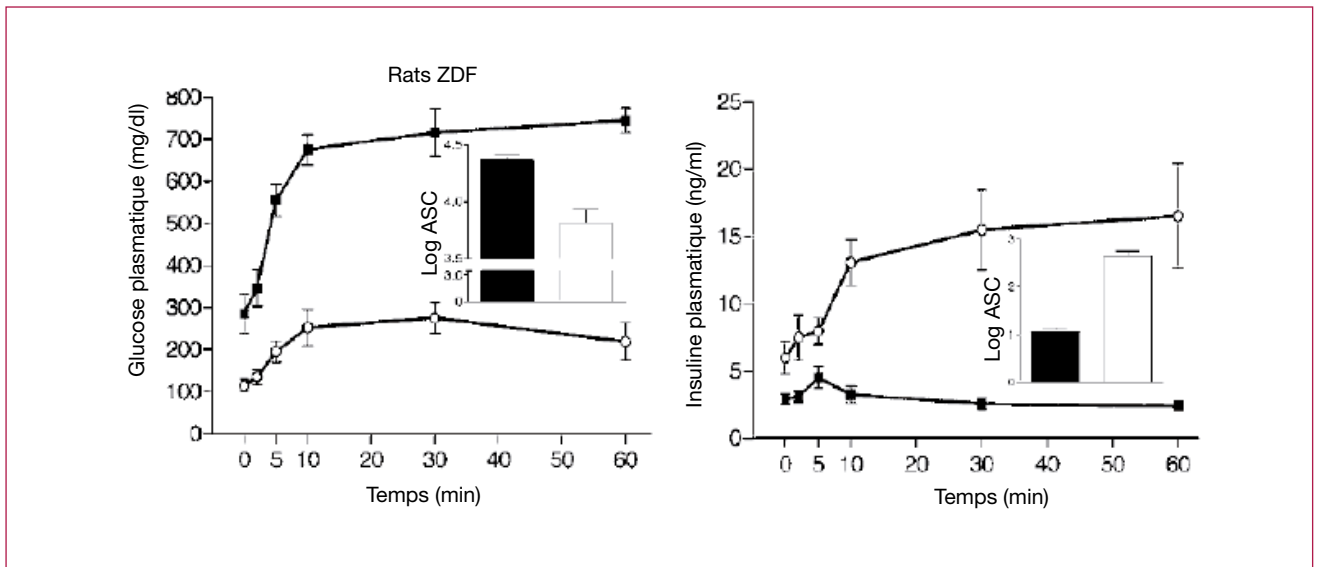 Rats ZDF
Glucose plasmatique (mg/dl)
800
700
600
500
400
300
200
100
0
0 5 10 20 30 40 50 60
Temps (min)
Log ASC
4.5
4.0
3.5
3.0
0
Insuline plasmatique (ng/ml)
25
20
15
10
5
0
0 5 10 20 30 40 50 60
Temps (min)
Log ASC
3
2
1
0